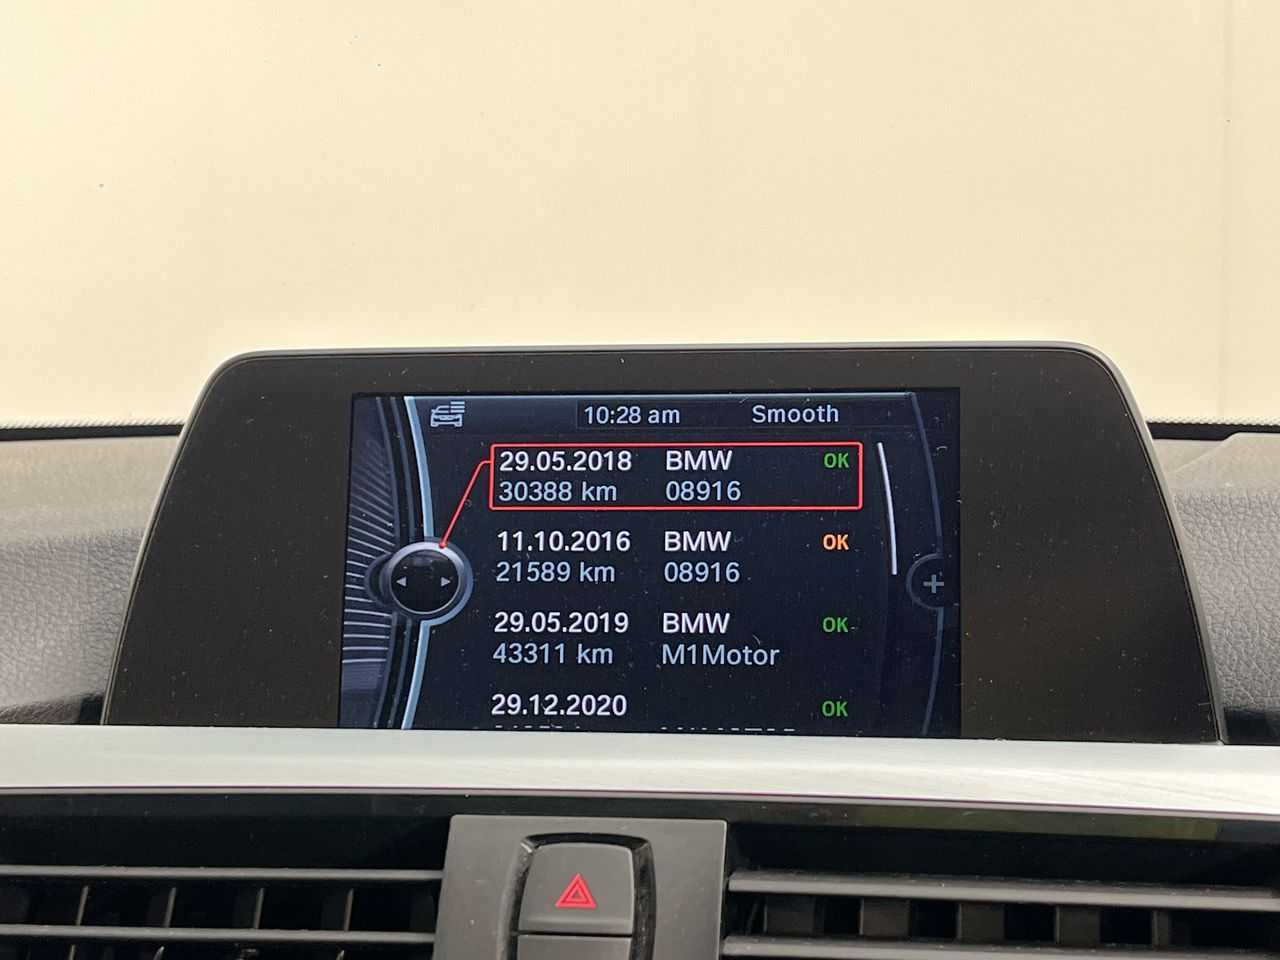 10:28 am Smooth
29.05.2018 BMW OK
30388 km 08916
11.10.2016 BMW OK
21589 km 08916
29.05.2019 BMW OK
43311 km M1Motor
29.12.2020 OK